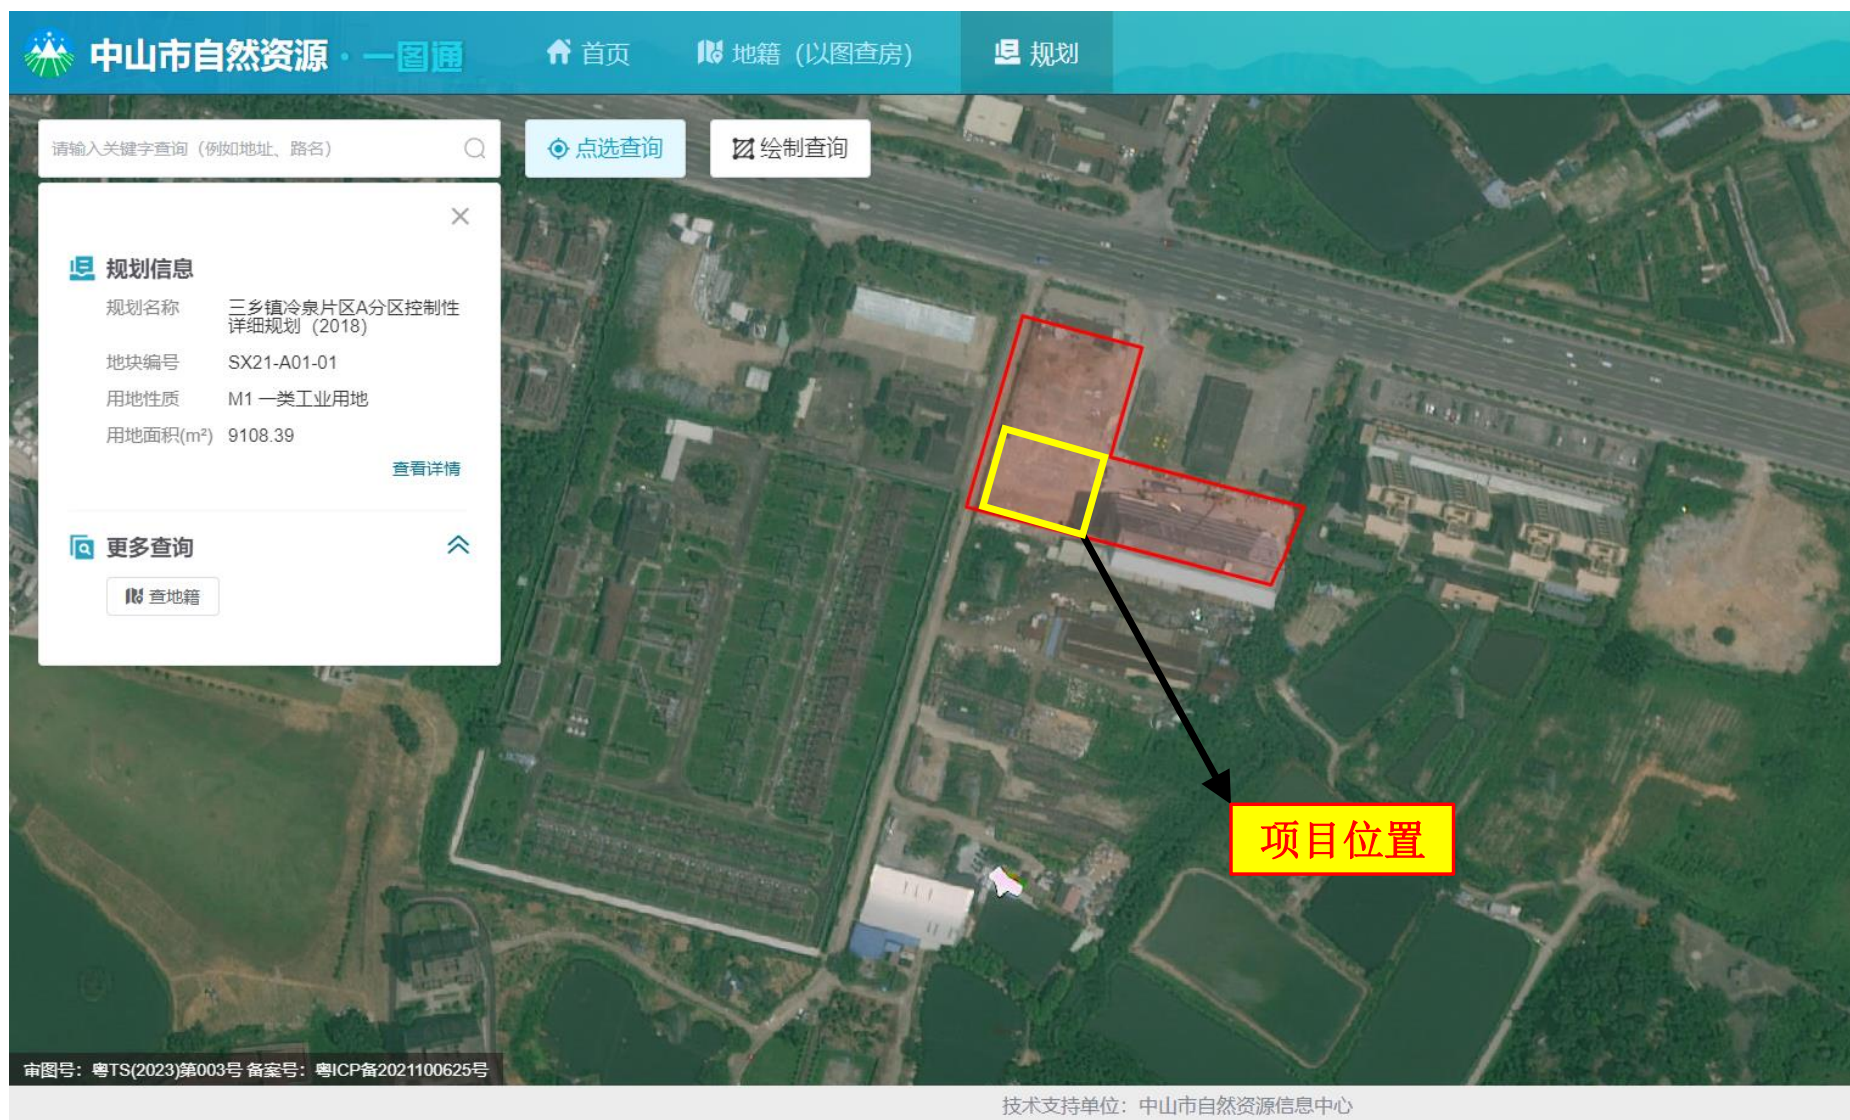 中山市自然资源·一图通
首页
地籍（以图查房）
规划
请输入关键字查询（例如地址、路名）
点选查询
绘制查询
规划信息
规划名称 三乡镇冷泉片区A分区控制性
详细规划（2018）
地块编号 SX21-A01-01
用地性质 M1 一类工业用地
用地面积(m²) 9108.39
查看详情
更多查询
查地籍
项目位置
审图号：粤TS(2023)第003号 备案号：粤ICP备2021100625号
技术支持单位：中山市自然资源信息中心